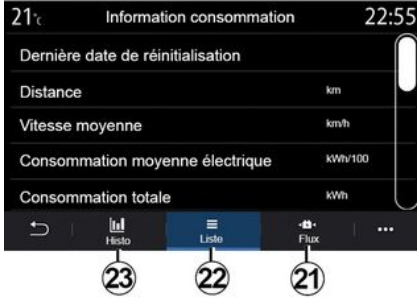 21°c Information consommation 22:55
Dernière date de réinitialisation
Distance km
Vitesse moyenne km/h
Consommation moyenne électrique kWh/100
Consommation totale kWh
Histo Liste Flux
23 22 21